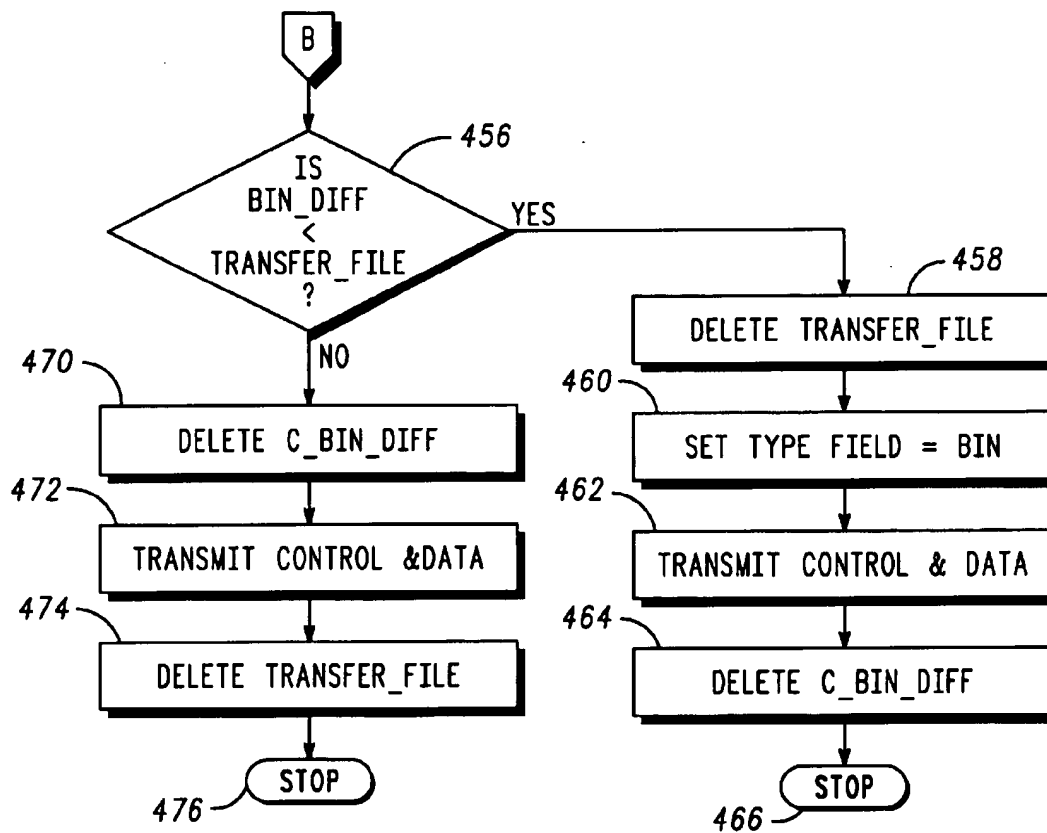 B
456
IS
BIN_DIFF
<
TRANSFER_FILE
?
YES
NO
458
DELETE TRANSFER_FILE
460
SET TYPE FIELD = BIN
462
TRANSMIT CONTROL & DATA
464
DELETE C_BIN_DIFF
STOP
466
470
DELETE C_BIN_DIFF
472
TRANSMIT CONTROL &DATA
474
DELETE TRANSFER_FILE
STOP
476